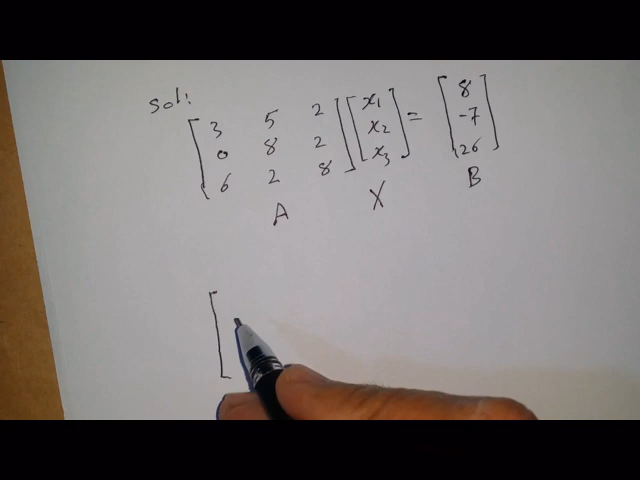 Sol:
[3 5 2] [x1] = [8]
[0 8 2] [x2] [-7]
[6 2 8] [x3] [26]
A X B
[